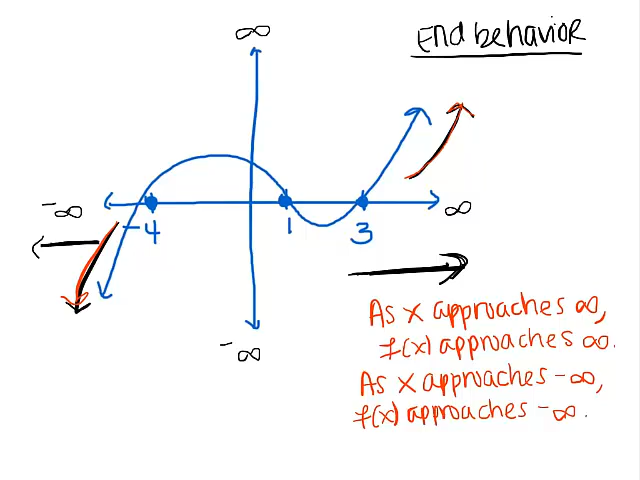 End behavior
∞
-∞
∞
-4
1
3
-∞
As x approaches ∞,
f(x) approaches ∞.
As x approaches -∞,
f(x) approaches -∞.